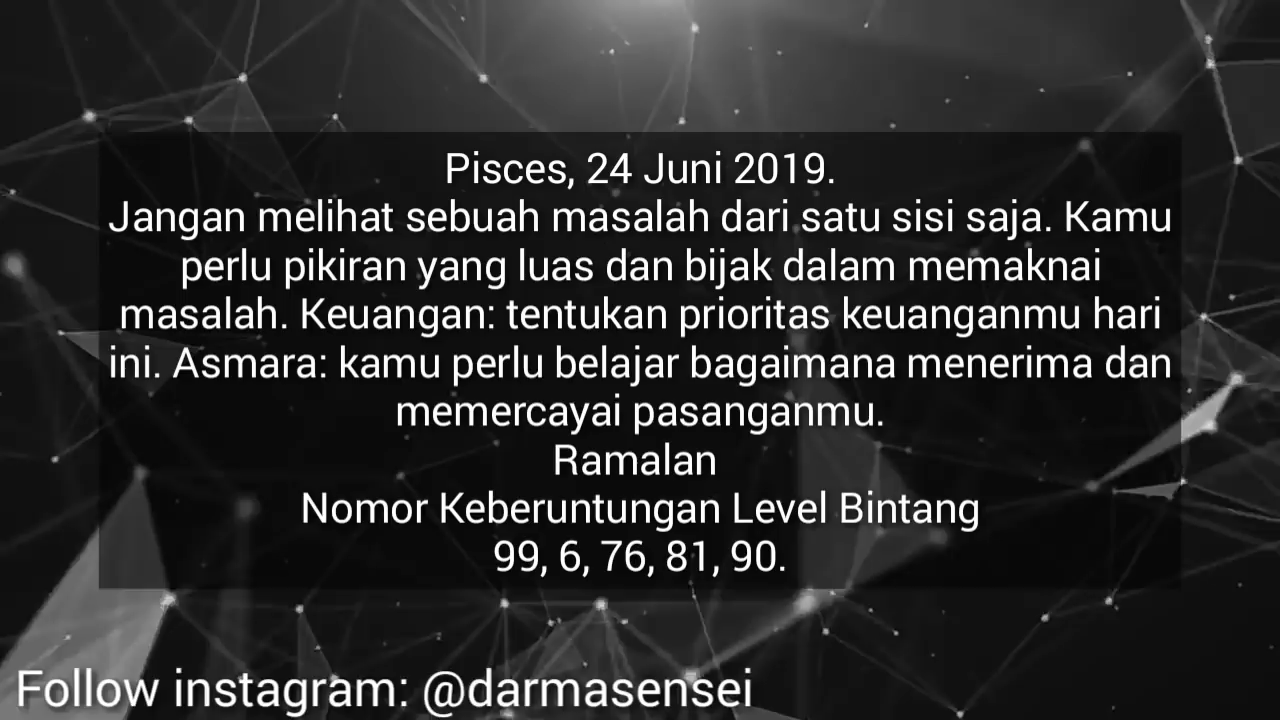 Pisces, 24 Juni 2019.
Jangan melihat sebuah masalah dari satu sisi saja. Kamu
perlu pikiran yang luas dan bijak dalam memaknai
masalah. Keuangan: tentukan prioritas keuanganmu hari
ini. Asmara: kamu perlu belajar bagaimana menerima dan
memercayai pasanganmu.
Ramalan
Nomor Keberuntungan Level Bintang
99, 6, 76, 81, 90.
Follow instagram: @darmasensei